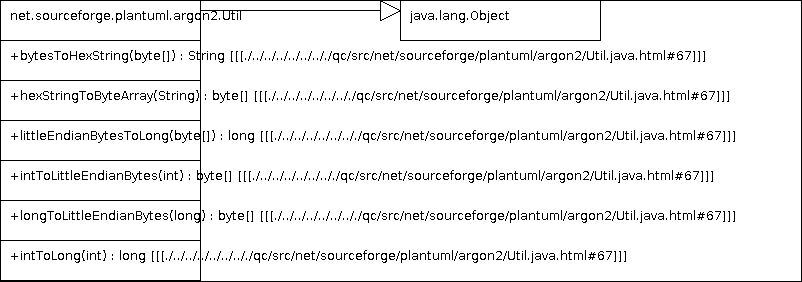 net.sourceforge.plantuml.argon2.Util
java.lang.Object
+bytesToHexString(byte[]) : String [[[./../../../../../../../qc/src/net/sourceforge/plantuml/argon2/Util.java.html#67]]]
+hexStringToByteArray(String) : byte[] [[[./../../../../../../../qc/src/net/sourceforge/plantuml/argon2/Util.java.html#67]]]
+littleEndianBytesToLong(byte[]) : long [[[./../../../../../../../qc/src/net/sourceforge/plantuml/argon2/Util.java.html#67]]]
+intToLittleEndianBytes(int) : byte[] [[[./../../../../../../../qc/src/net/sourceforge/plantuml/argon2/Util.java.html#67]]]
+longToLittleEndianBytes(long) : byte[] [[[./../../../../../../../qc/src/net/sourceforge/plantuml/argon2/Util.java.html#67]]]
+intToLong(int) : long [[[./../../../../../../../qc/src/net/sourceforge/plantuml/argon2/Util.java.html#67]]]